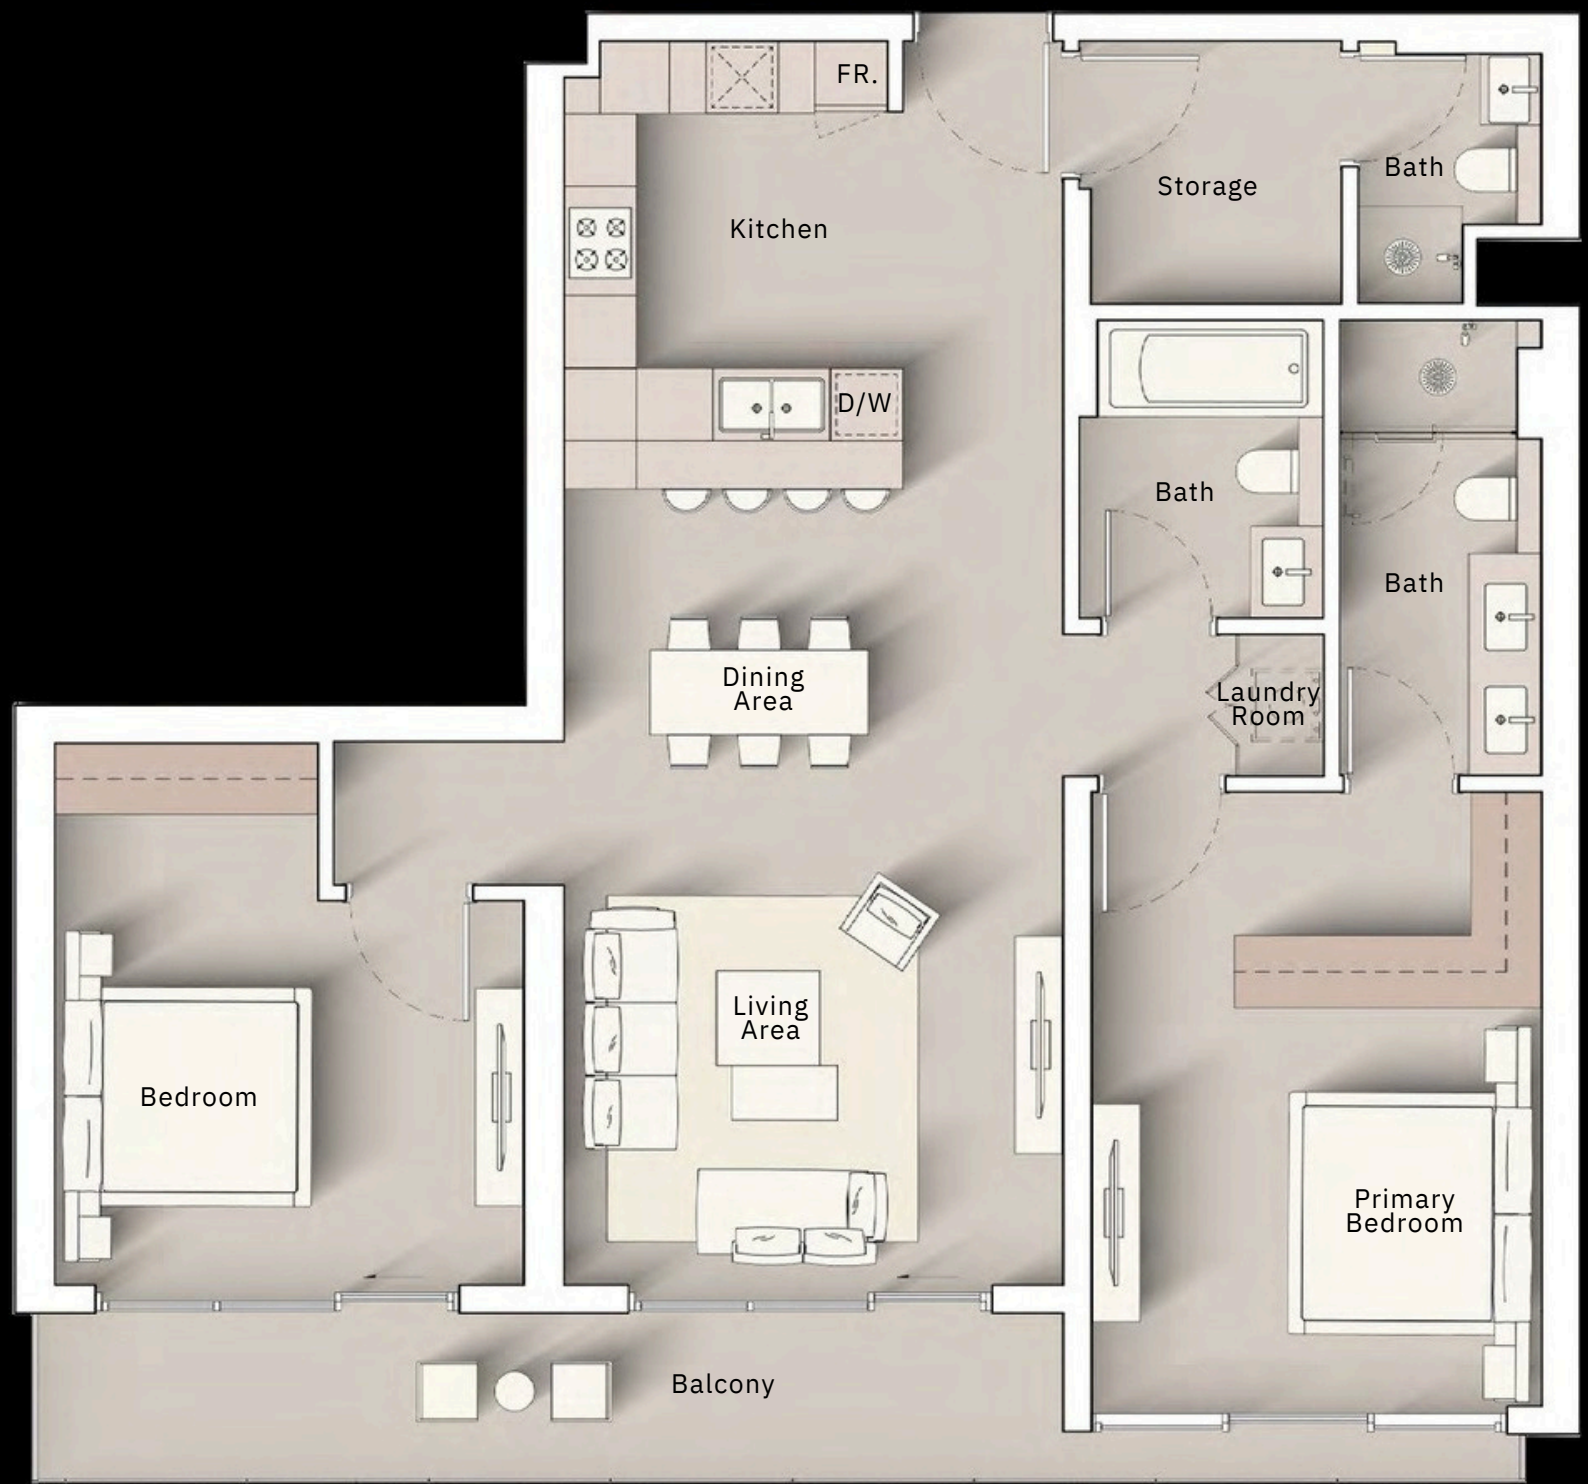 FR.
Bath
Storage
Kitchen
D/W
Bath
Bath
Dining
Area
Laundry
Room
Living
Area
Bedroom
Primary
Bedroom
Balcony